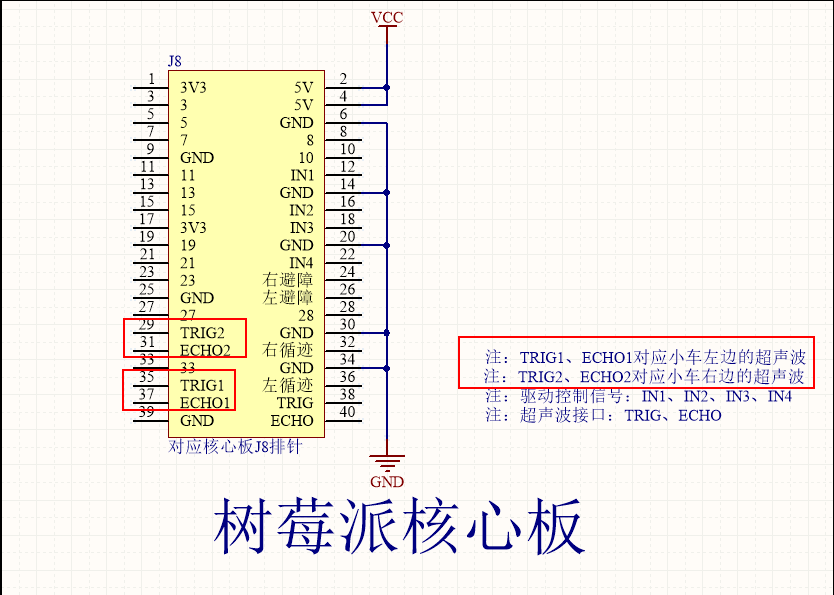 VCC
J8
1 3V3 5V 2
3 3 5V 4
5 5 GND 6
7 7 8 8
9 GND 10 10
11 11 IN1 12
13 13 GND 14
15 15 IN2 16
17 3V3 IN3 18
19 19 GND 20
21 21 IN4 22
23 23 右避障 24
25 GND 左避障 26
27 27 28 28
29 TRIG2 GND 30
31 ECHO2 右循迹 32
33 33 GND 34
35 TRIG1 左循迹 36
37 ECHO1 TRIG 38
39 GND ECHO 40
对应核心板J8排针
GND
注：TRIG1、ECHO1对应小车左边的超声波
注：TRIG2、ECHO2对应小车右边的超声波
注：驱动控制信号：IN1、IN2、IN3、IN4
注：超声波接口：TRIG、ECHO
树莓派核心板